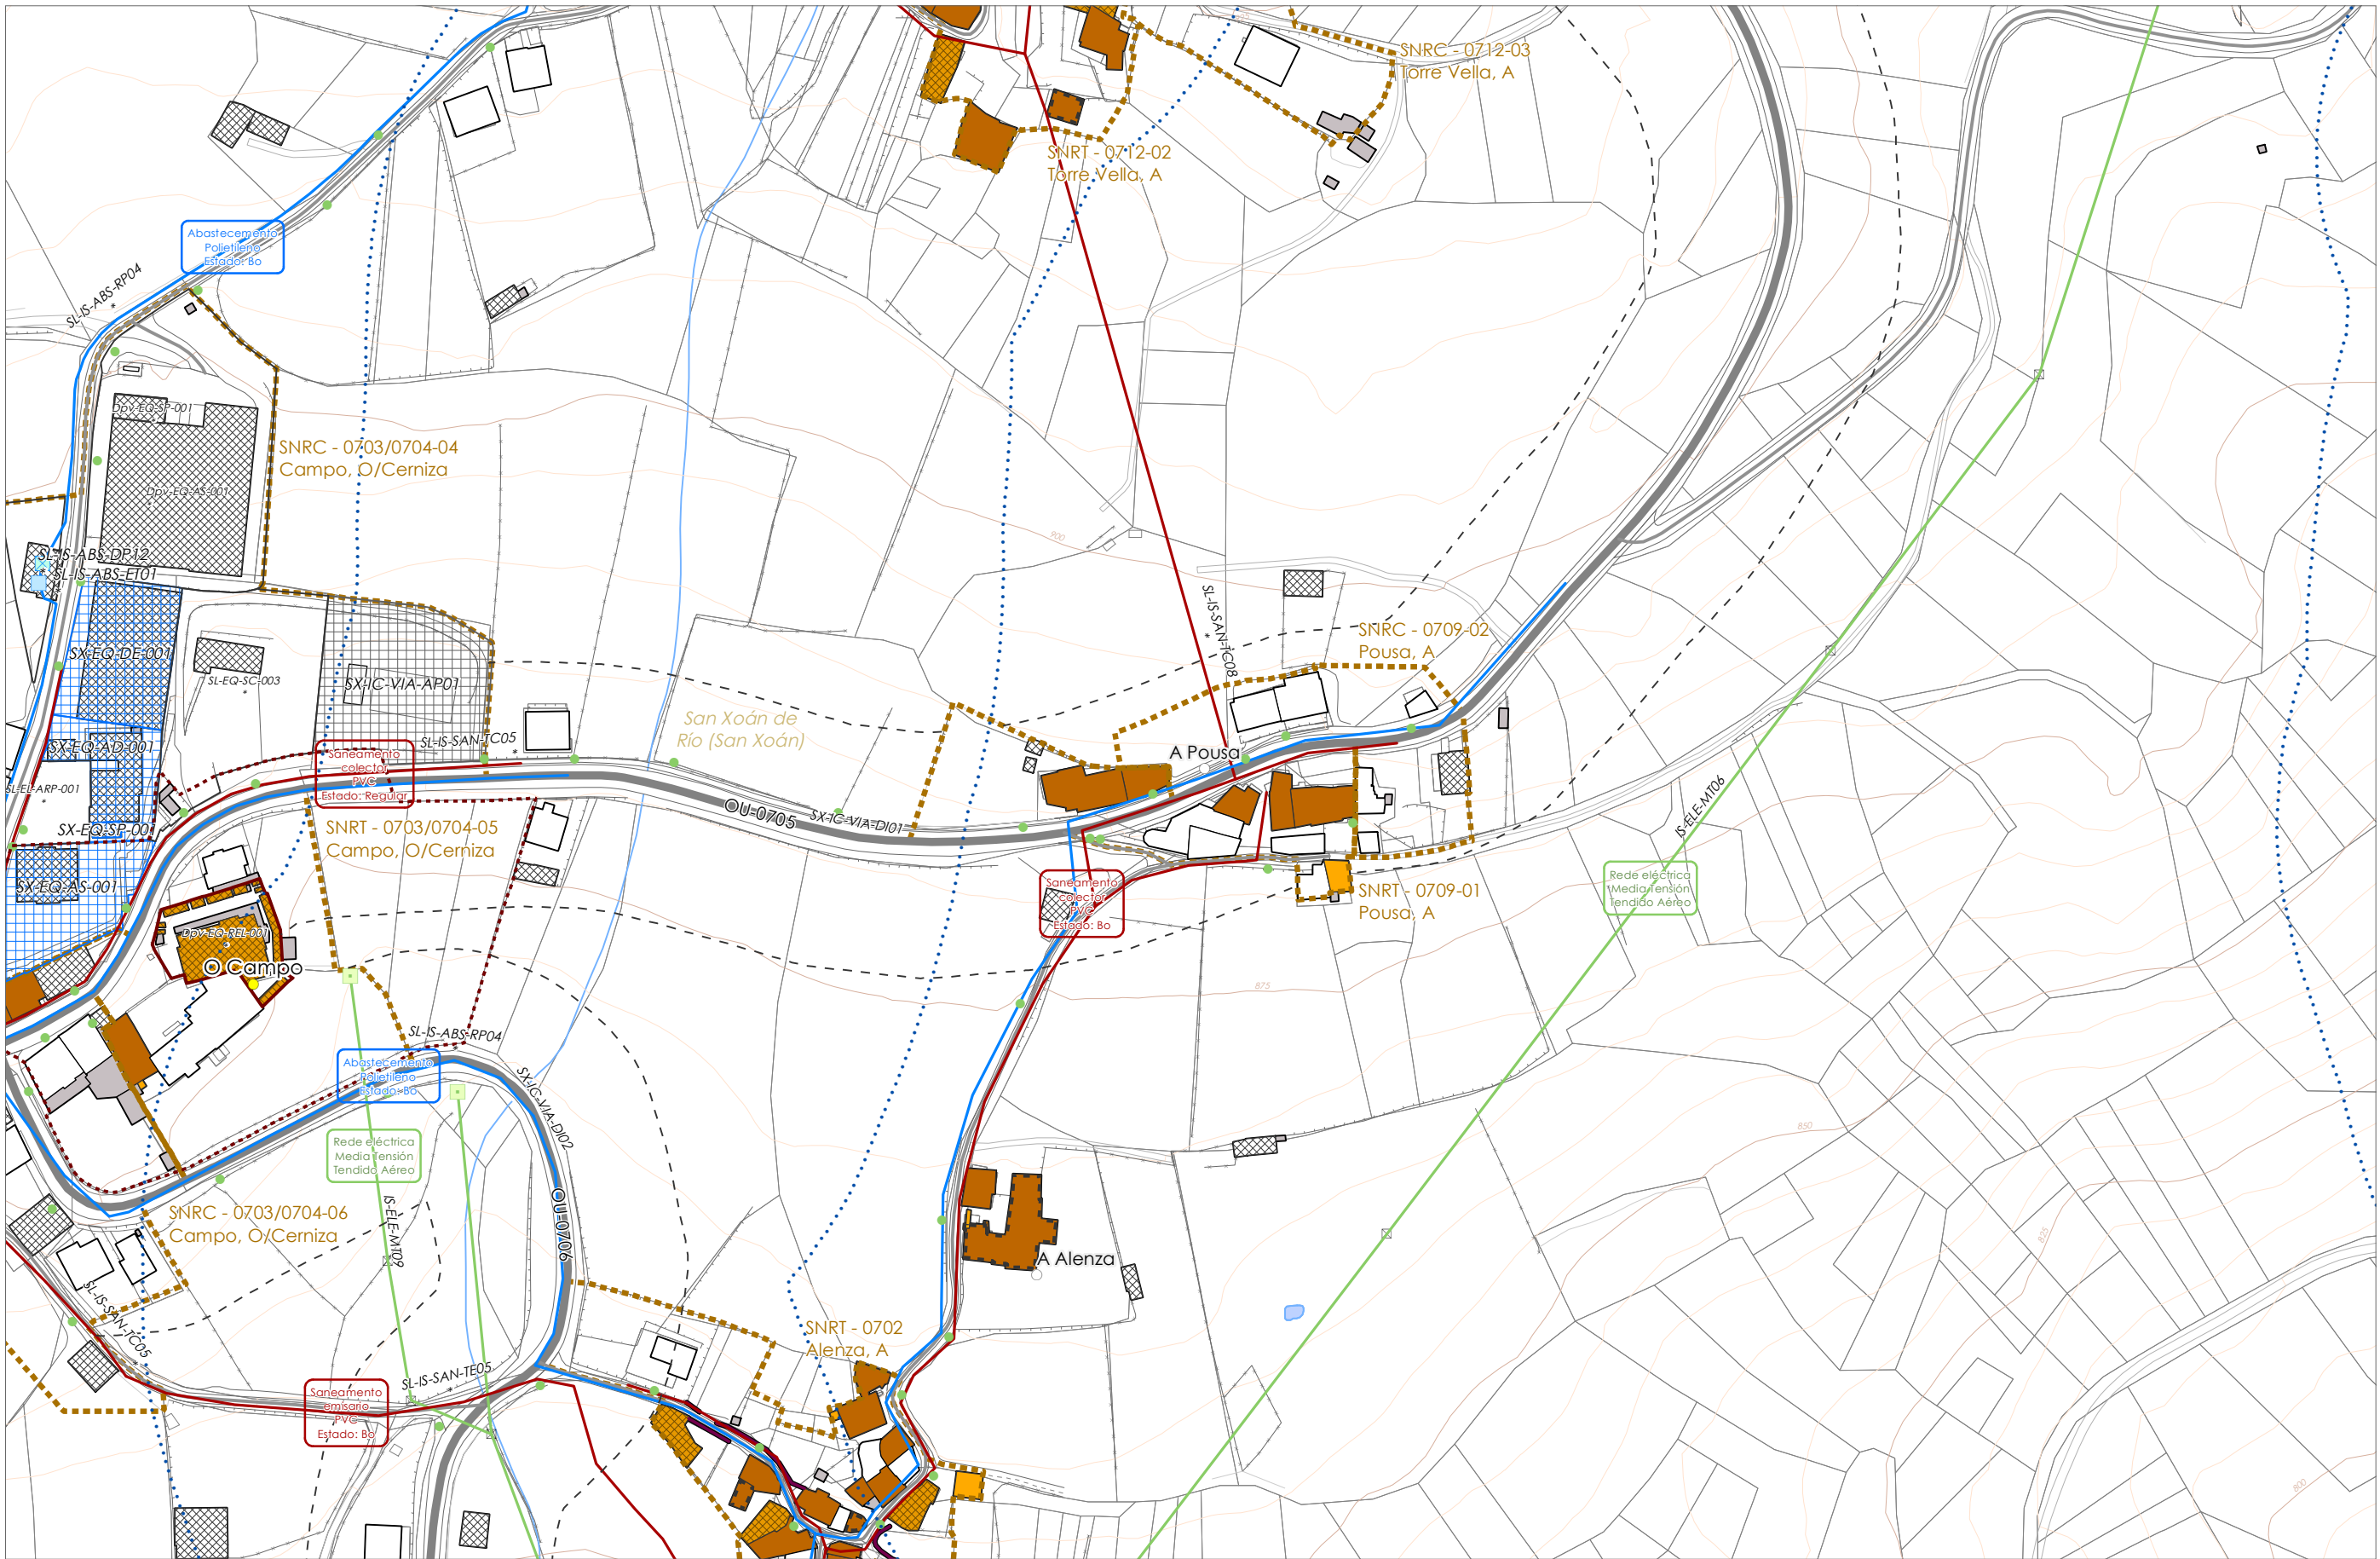 SNRC - 0712-03
Torre Vella, A
SNRT - 0712-02
Torre Vella, A
Abastecemento
Polietileno
Estado: Bo
SL-IS-ABS-RP04
*
Dpv-EQ-SP-001
SNRC - 0703/0704-04
Campo, O/Cerniza
Dpv-EQ-AS-001
900
SL-IS-ABS-DP12
SL-IS-ABS-ET01
SX-EQ-DE-001
SL-EQ-SC-003
*
SX-IC-VIA-AP01
SL-IS-SAN-TC08
*
SNRC - 0709-02
Pousa, A
San Xoán de
Río (San Xoán)
SL-IS-SAN-TC05
*
SX-EQ-AD-001
Saneamento
colector
PVC
Estado: Regular
A Pousa
SL-EL-ARP-001
*
OU-0705
SX-IC-VIA-DI01
IS-ELE-MT06
SX-EQ-SP-001
SNRT - 0703/0704-05
Campo, O/Cerniza
SX-EQ-AS-001
Saneamento
colector
PVC
Estado: Bo
SNRT - 0709-01
Pousa, A
Rede eléctrica
Media Tensión
Tendido Aéreo
Dpv-EQ-REL-001
*
O Campo
875
SL-IS-ABS-RP04
*
Abastecemento
Polietileno
Estado: Bo
SX-IC-VIA-DI02
850
Rede eléctrica
Media Tensión
Tendido Aéreo
IS-ELE-MT09
OU-0706
SNRC - 0703/0704-06
Campo, O/Cerniza
825
A Alenza
SL-IS-SAN-TC05
*
SNRT - 0702
Alenza, A
SL-IS-SAN-TE05
*
Saneamento
emisario
PVC
Estado: Bo
800